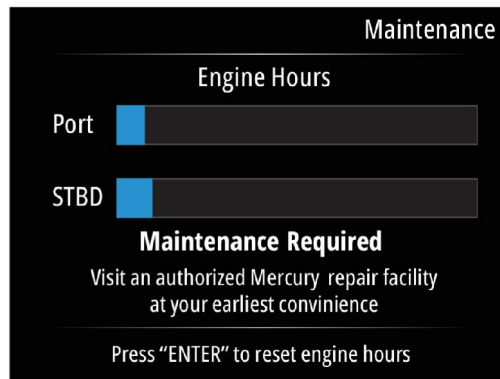 Maintenance
Engine Hours
Port
STBD
Maintenance Required
Visit an authorized Mercury repair facility
at your earliest convinience
Press “ENTER” to reset engine hours